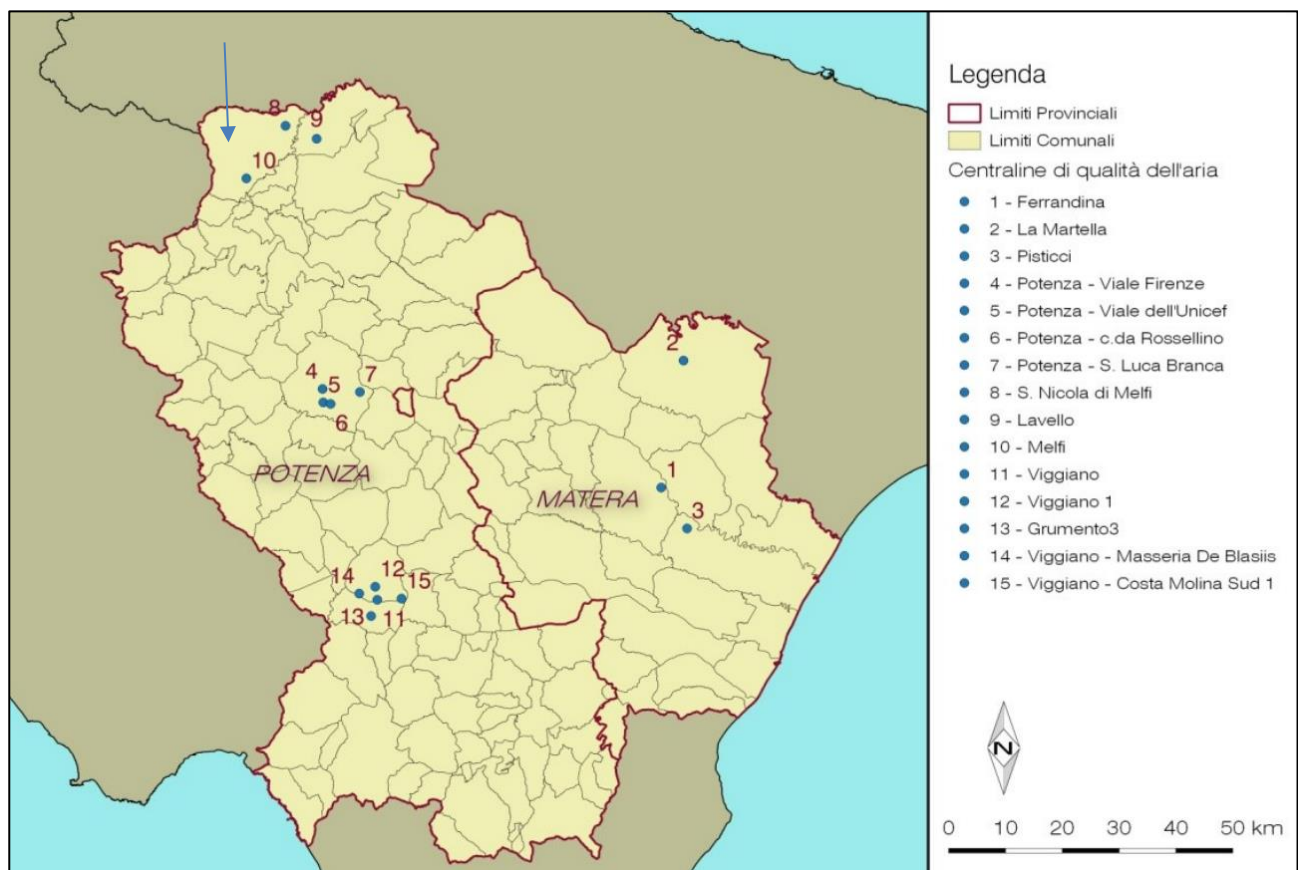 8
9
10
2
4
5
7
6
POTENZA
1
MATERA
3
14
12
15
13
11
Legenda
Limiti Provinciali
Limiti Comunali
Centraline di qualità dell'aria
1 - Ferrandina
2 - La Martella
3 - Pisticci
4 - Potenza - Viale Firenze
5 - Potenza - Viale dell'Unicef
6 - Potenza - c.da Rossellino
7 - Potenza - S. Luca Branca
8 - S. Nicola di Melfi
9 - Lavello
10 - Melfi
11 - Viggiano
12 - Viggiano 1
13 - Grumento3
14 - Viggiano - Masseria De Blasiis
15 - Viggiano - Costa Molina Sud 1
N
0 10 20 30 40 50 km